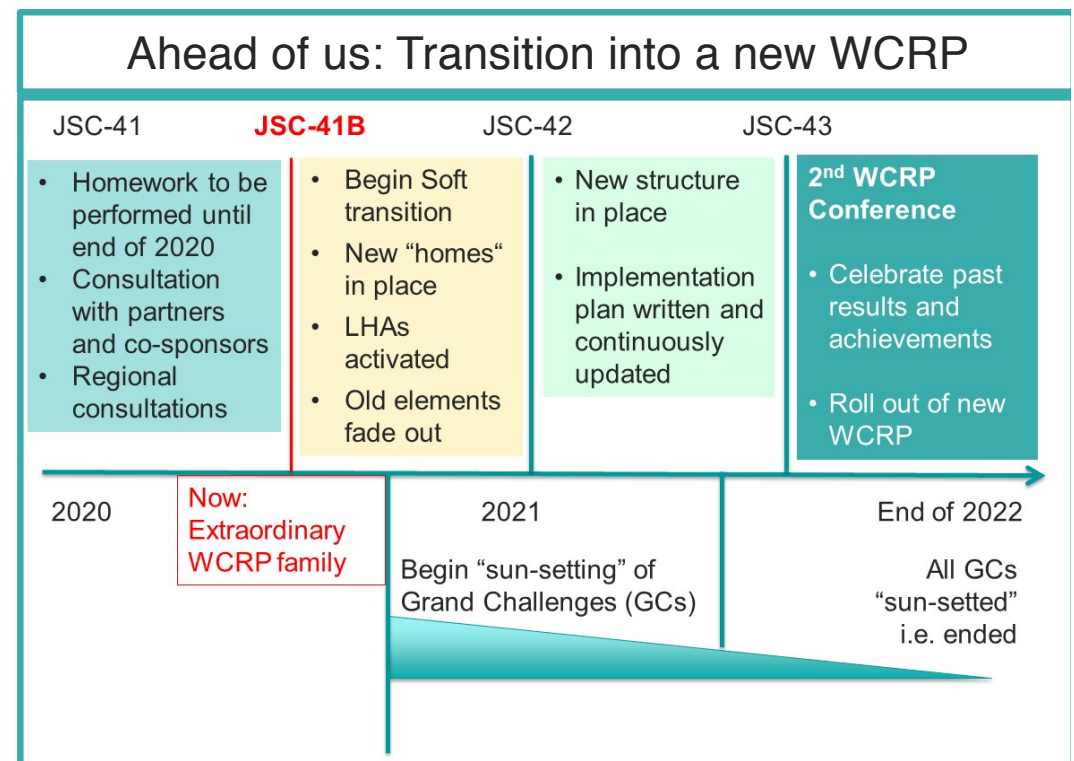 Ahead of us: Transition into a new WCRP
JSC-41
JSC-41B
JSC-42
JSC-43
• Homework to be
performed until
end of 2020
• Consultation
with partners
and co-sponsors
• Regional
consultations
• Begin Soft
transition
• New “homes“
in place
• LHAs
activated
• Old elements
fade out
• New structure
in place
• Implementation
plan written and
continuously
updated
2nd WCRP
Conference
• Celebrate past
results and
achievements
• Roll out of new
WCRP
2020
Now:
Extraordinary
WCRP family
2021
End of 2022
Begin “sun-setting” of
Grand Challenges (GCs)
All GCs
“sun-setted”
i.e. ended